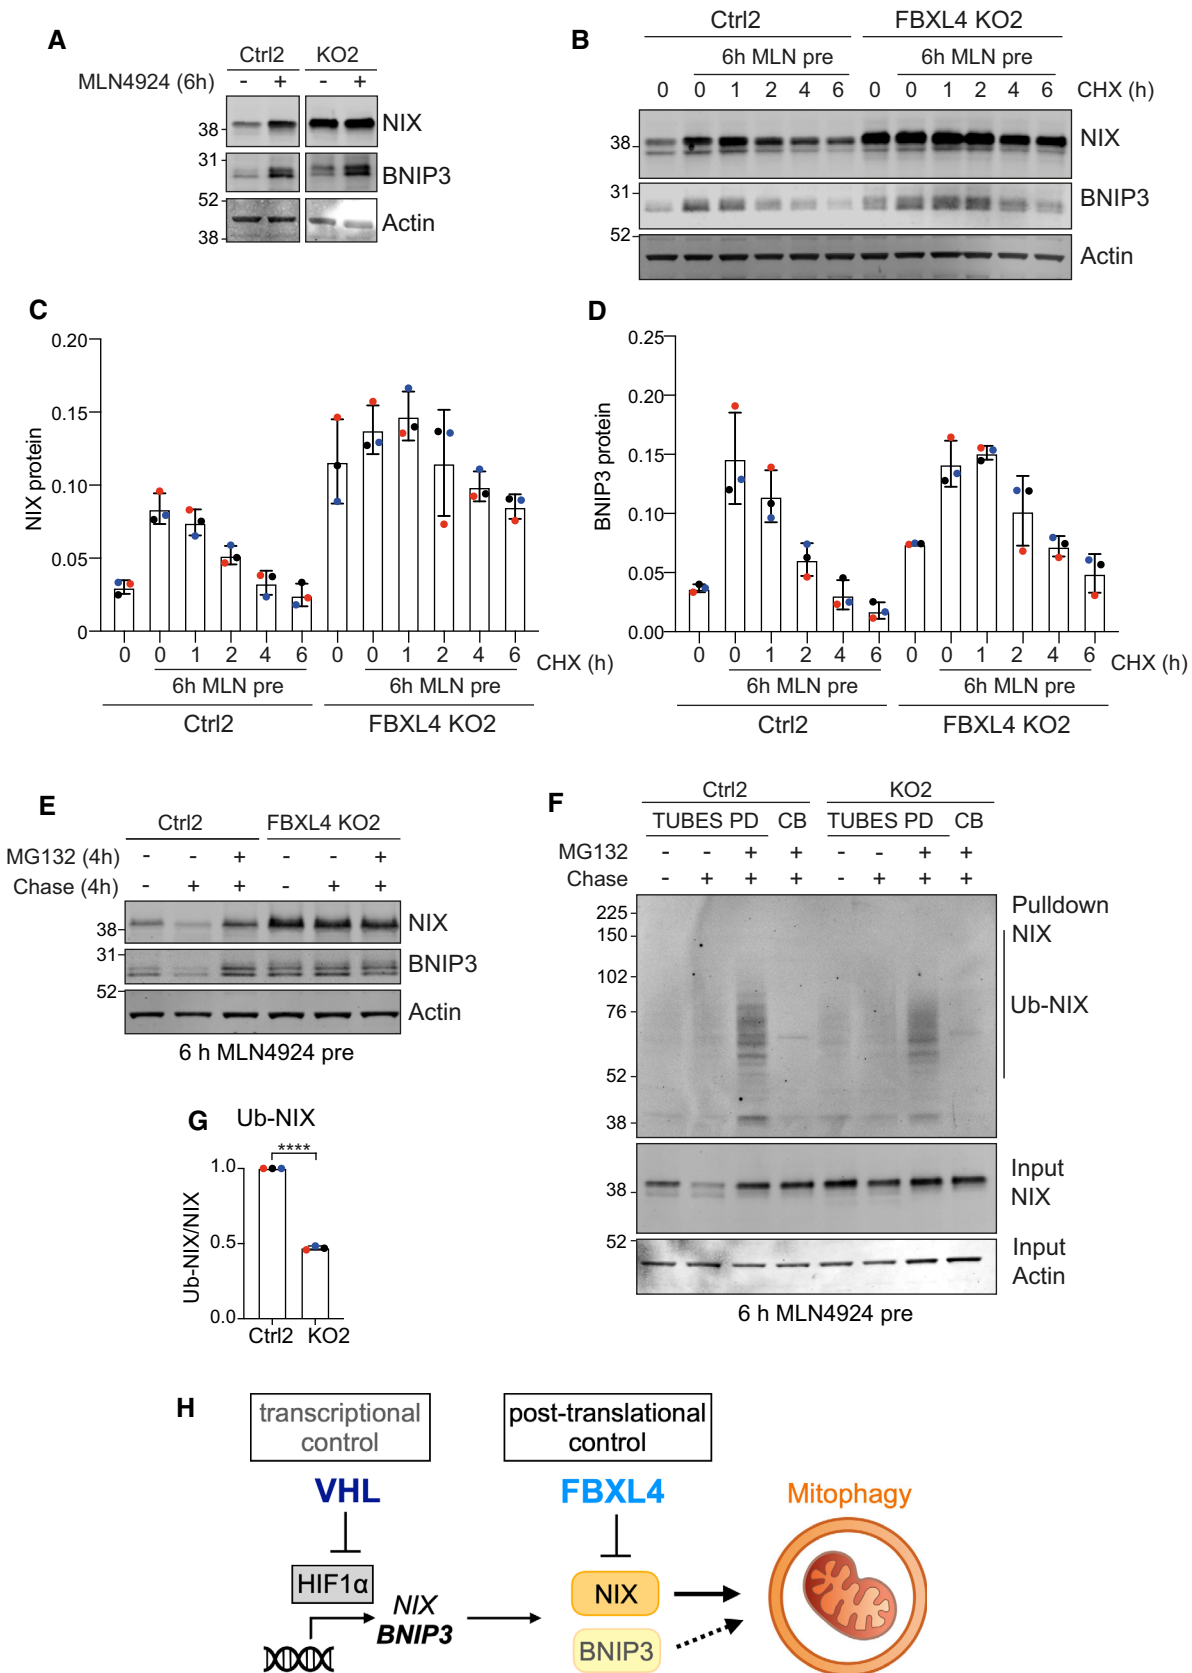 A
Ctrl2 KO2
MLN4924 (6h) - + - +
38 NIX
31 BNIP3
52
38 Actin
B
Ctrl2 FBXL4 KO2
6h MLN pre 6h MLN pre
0 0 1 2 4 6 0 0 1 2 4 6 CHX (h)
38 NIX
31 BNIP3
52
Actin
C
NIX protein
0.20
0.15
0.10
0.05
0
0 0 1 2 4 6 0 0 1 2 4 6 CHX (h)
6h MLN pre 6h MLN pre
Ctrl2 FBXL4 KO2
D
BNIP3 protein
0.25
0.20
0.15
0.10
0.05
0.00
0 0 1 2 4 6 0 0 1 2 4 6 CHX (h)
6h MLN pre 6h MLN pre
Ctrl2 FBXL4 KO2
E
Ctrl2 FBXL4 KO2
MG132 (4h) - - + - - +
Chase (4h) - + + - + +
38 NIX
31 BNIP3
52
Actin
6 h MLN4924 pre
F
Ctrl2 KO2
TUBES PD CB TUBES PD CB
MG132 - - + + - - + +
Chase - + + + - + + +
225 Pulldown
150 NIX
102
76 Ub-NIX
52
38
Input
38 NIX
52 Input
Actin
6 h MLN4924 pre
G
Ub-NIX
****
Ub-NIX/NIX
1.0
0.5
0.0
Ctrl2 KO2
H
transcriptional
control
VHL
HIF1α
NIX
BNIP3
post-translational
control
FBXL4
NIX
BNIP3
Mitophagy